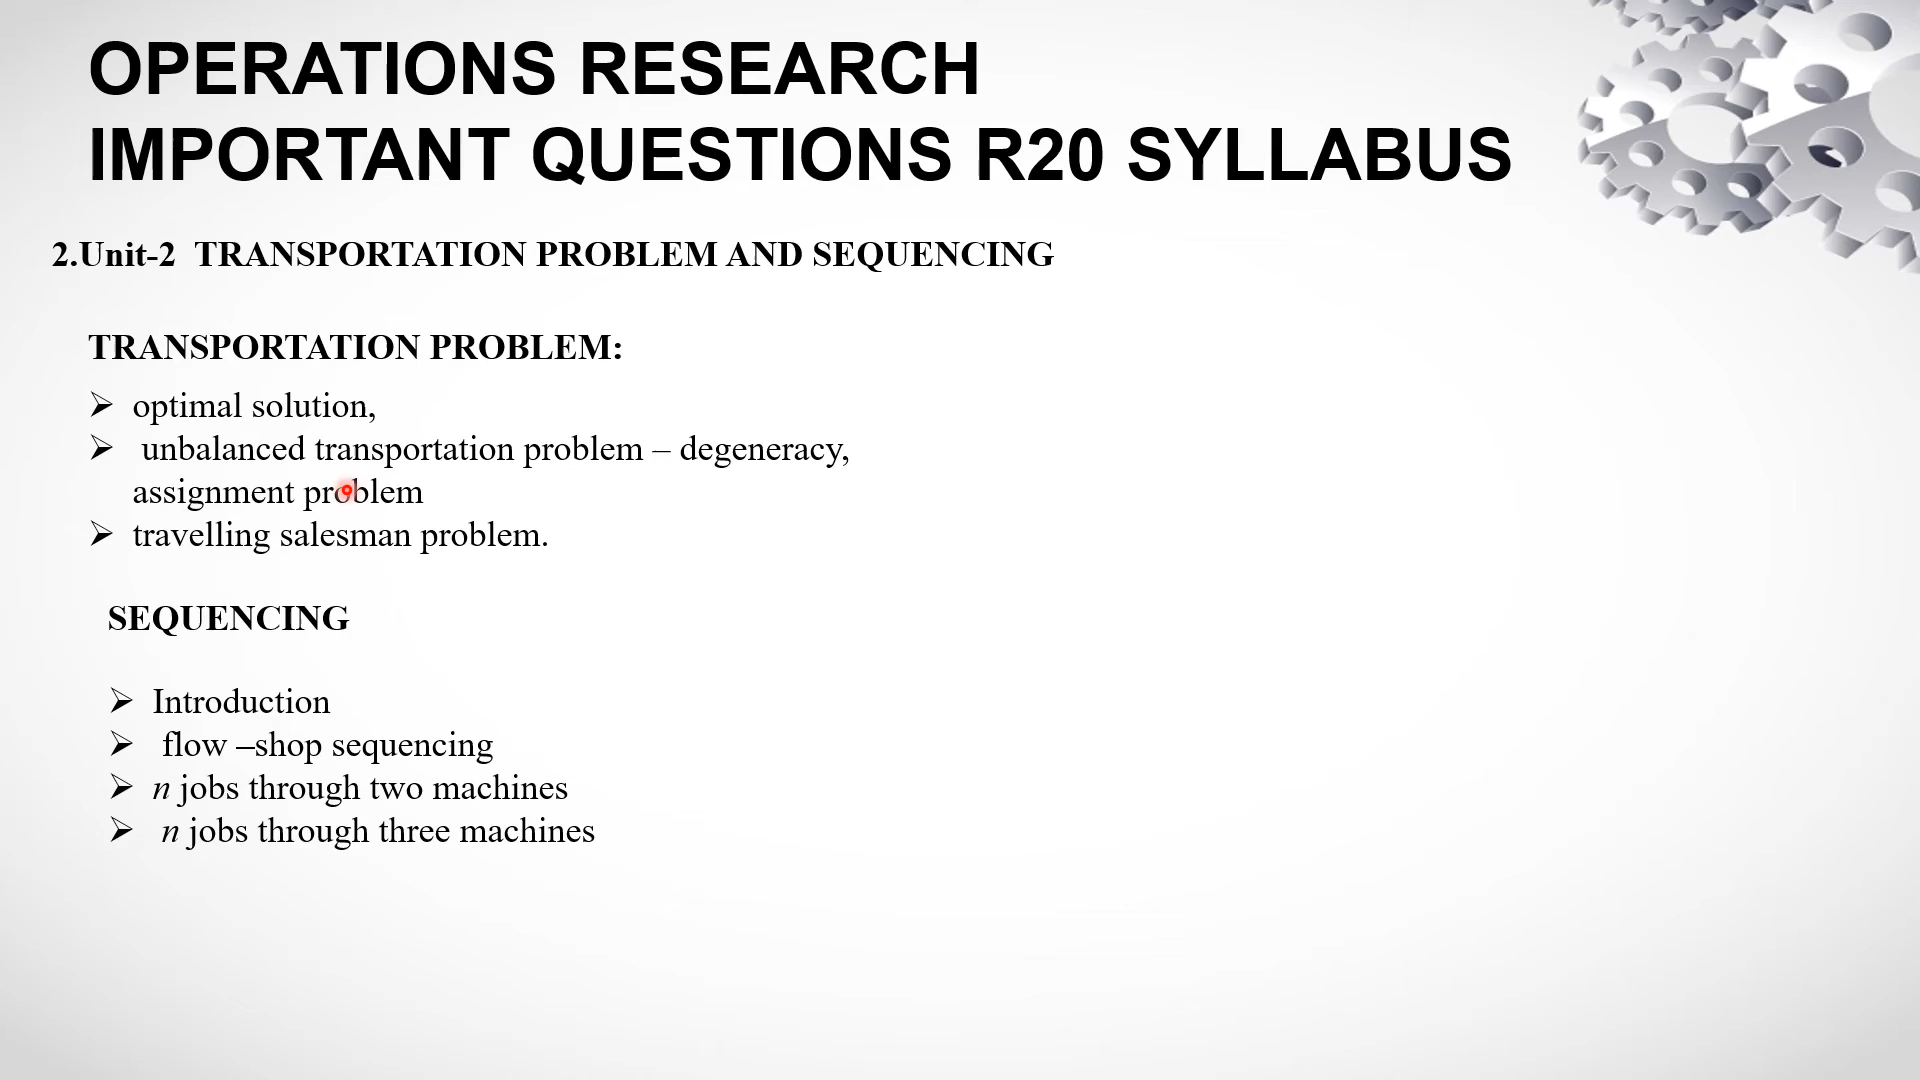 OPERATIONS RESEARCH
IMPORTANT QUESTIONS R20 SYLLABUS
2.Unit-2 TRANSPORTATION PROBLEM AND SEQUENCING
TRANSPORTATION PROBLEM:
➢ optimal solution,
➢ unbalanced transportation problem – degeneracy,
assignment problem
➢ travelling salesman problem.
SEQUENCING
➢ Introduction
➢ flow –shop sequencing
➢ n jobs through two machines
➢ n jobs through three machines